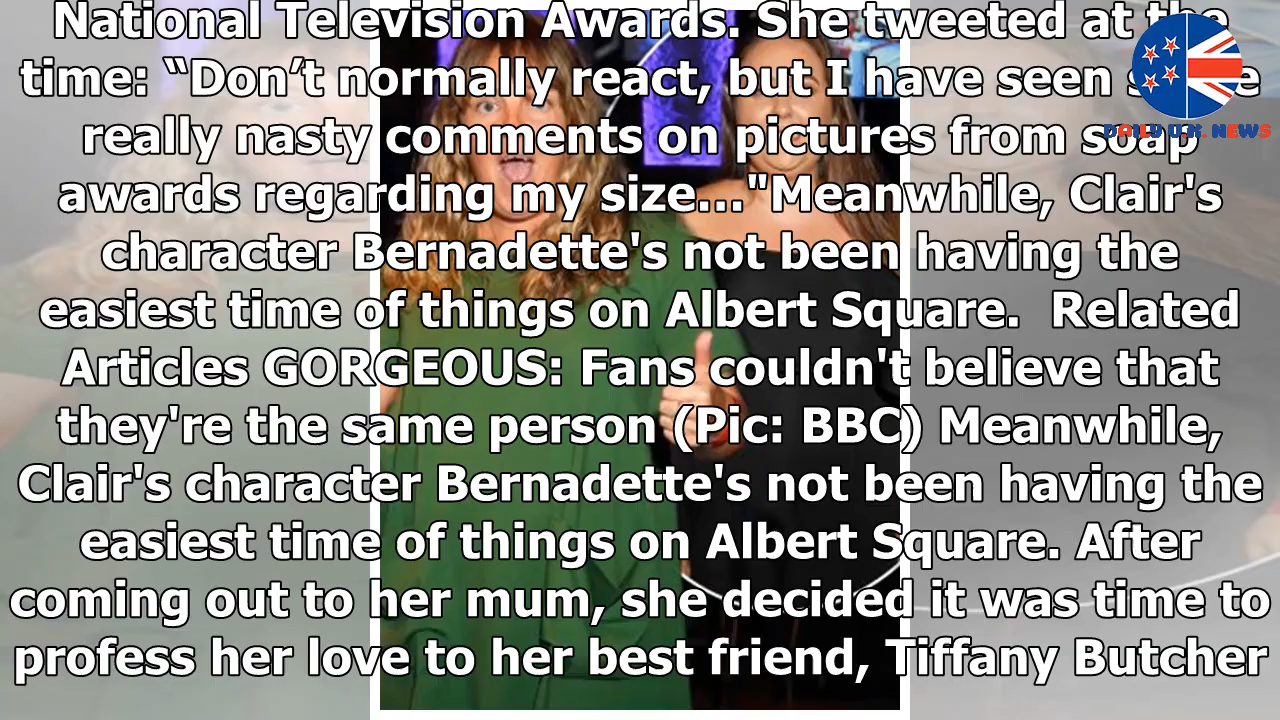 National Television Awards. She tweeted at the
time: “Don’t normally react, but I have seen some
really nasty comments on pictures from soap
awards regarding my size..."Meanwhile, Clair's
character Bernadette's not been having the
easiest time of things on Albert Square.  Related
Articles GORGEOUS: Fans couldn't believe that
they're the same person (Pic: BBC) Meanwhile,
Clair's character Bernadette's not been having the
easiest time of things on Albert Square. After
coming out to her mum, she decided it was time to
profess her love to her best friend, Tiffany Butcher
DAILY U.K. NEWS